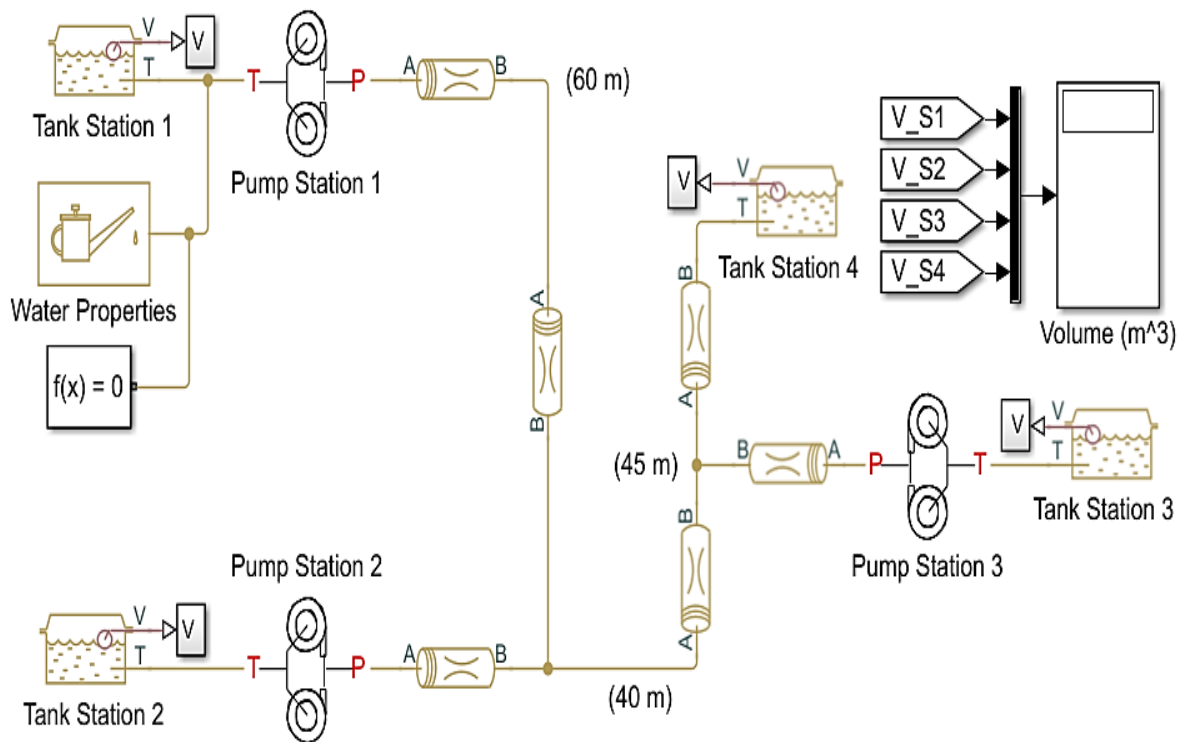 V
V
T
Tank Station 1
T
P
Pump Station 1
A
B
(60 m)
Water Properties
f(x) = 0
A
B
V
V
T
Tank Station 4
B
A
V_S1
V_S2
V_S3
V_S4
Volume (m^3)
(45 m)
B
A
P
T
Pump Station 3
V
V
T
Tank Station 3
B
A
Pump Station 2
V
V
T
Tank Station 2
T
P
A
B
(40 m)